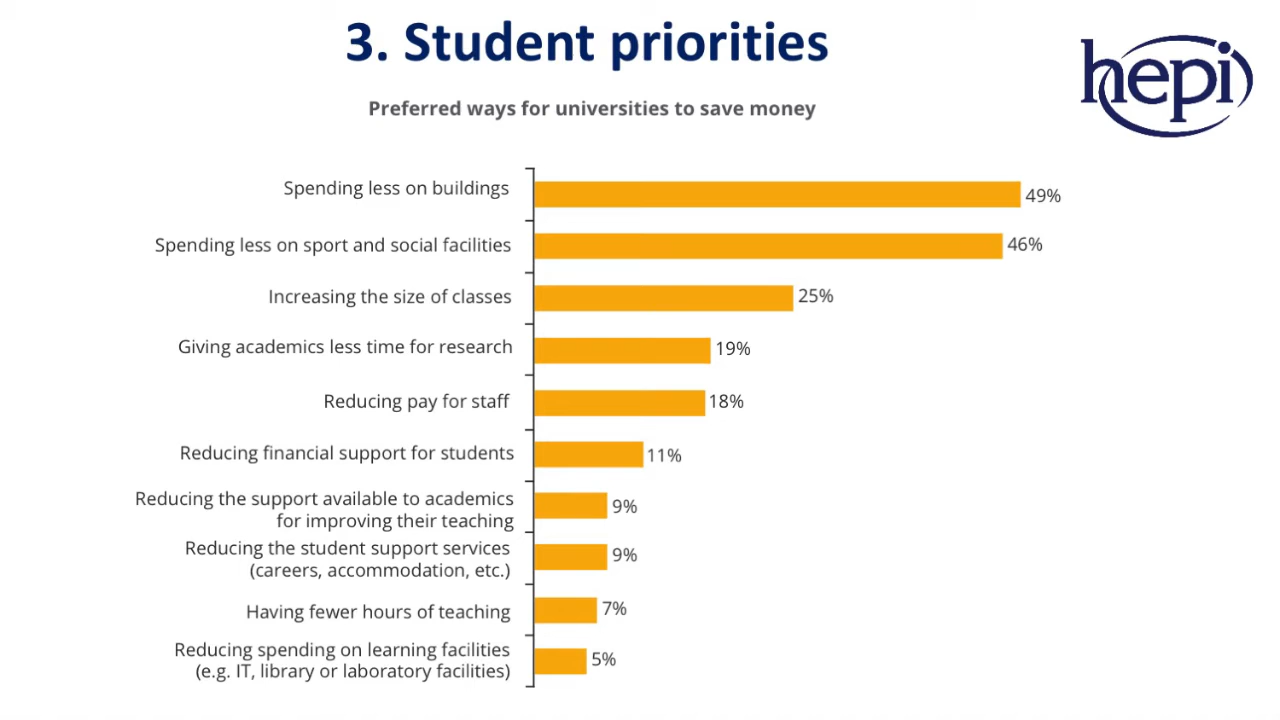 3. Student priorities
hepi
Preferred ways for universities to save money
Spending less on buildings 49%
Spending less on sport and social facilities 46%
Increasing the size of classes 25%
Giving academics less time for research 19%
Reducing pay for staff 18%
Reducing financial support for students 11%
Reducing the support available to academics
for improving their teaching 9%
Reducing the student support services
(careers, accommodation, etc.) 9%
Having fewer hours of teaching 7%
Reducing spending on learning facilities
(e.g. IT, library or laboratory facilities) 5%